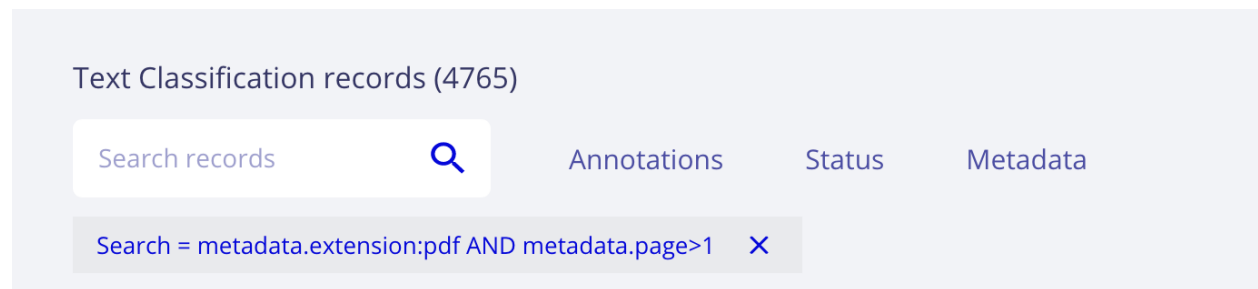 Text Classification records (4765)
Search records Annotations Status Metadata
Search = metadata.extension:pdf AND metadata.page>1